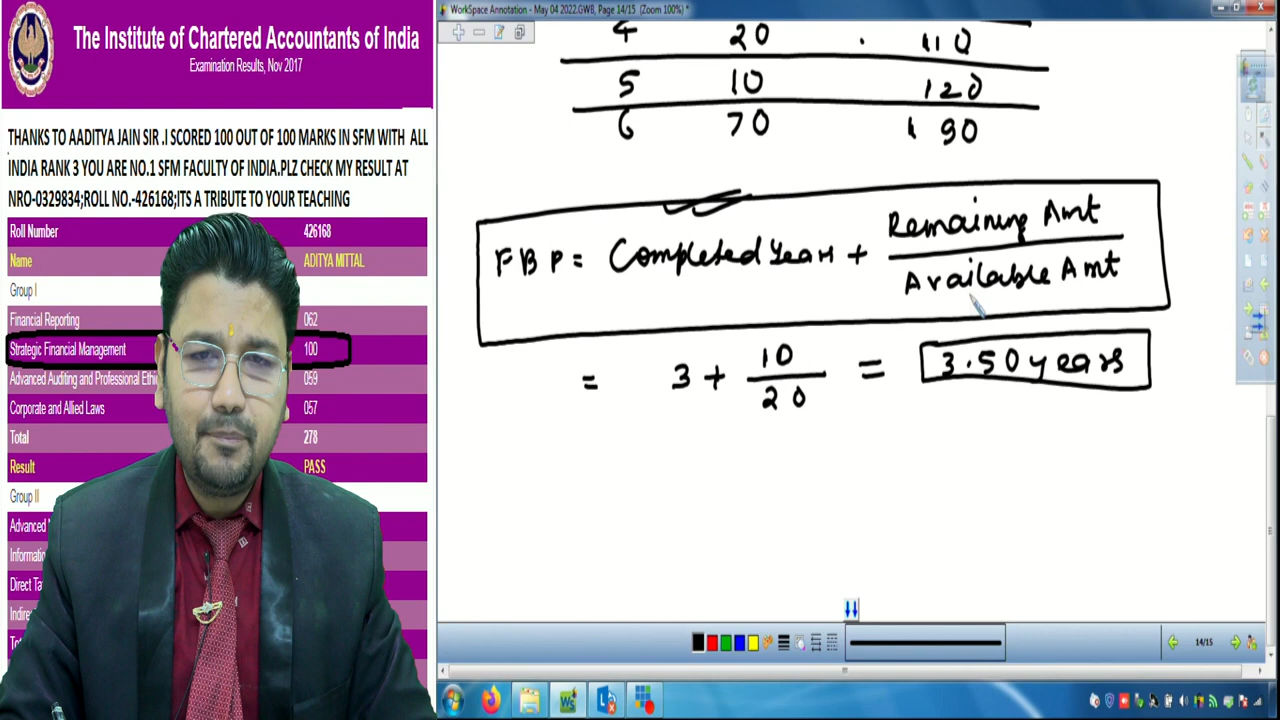 The Institute of Chartered Accountants of India
Examination Results, Nov 2017
THANKS TO AADITYA JAIN SIR .I SCORED 100 OUT OF 100 MARKS IN SFM WITH ALL
INDIA RANK 3 YOU ARE NO.1 SFM FACULTY OF INDIA.PLZ CHECK MY RESULT AT
NRO-0329834;ROLL NO.-426168;ITS A TRIBUTE TO YOUR TEACHING
Roll Number 426168
Name ADITYA MITTAL
Group I
Financial Reporting 062
Strategic Financial Management 100
Advanced Auditing and Professional Ethi 059
Corporate and Allied Laws 057
Total 278
Result PASS
Group II
Advanced
Informatio
Direct Ta
Indire
WorkSpace Annotation - May 04 2022.GWB, Page 14/15 (Zoom 100%) *
4 20 110
5 10 120
6 70 190
FBP = Completed Year + Remaining Amt
Available Amt
= 3 + 10 = 3.50 years
20
14/15